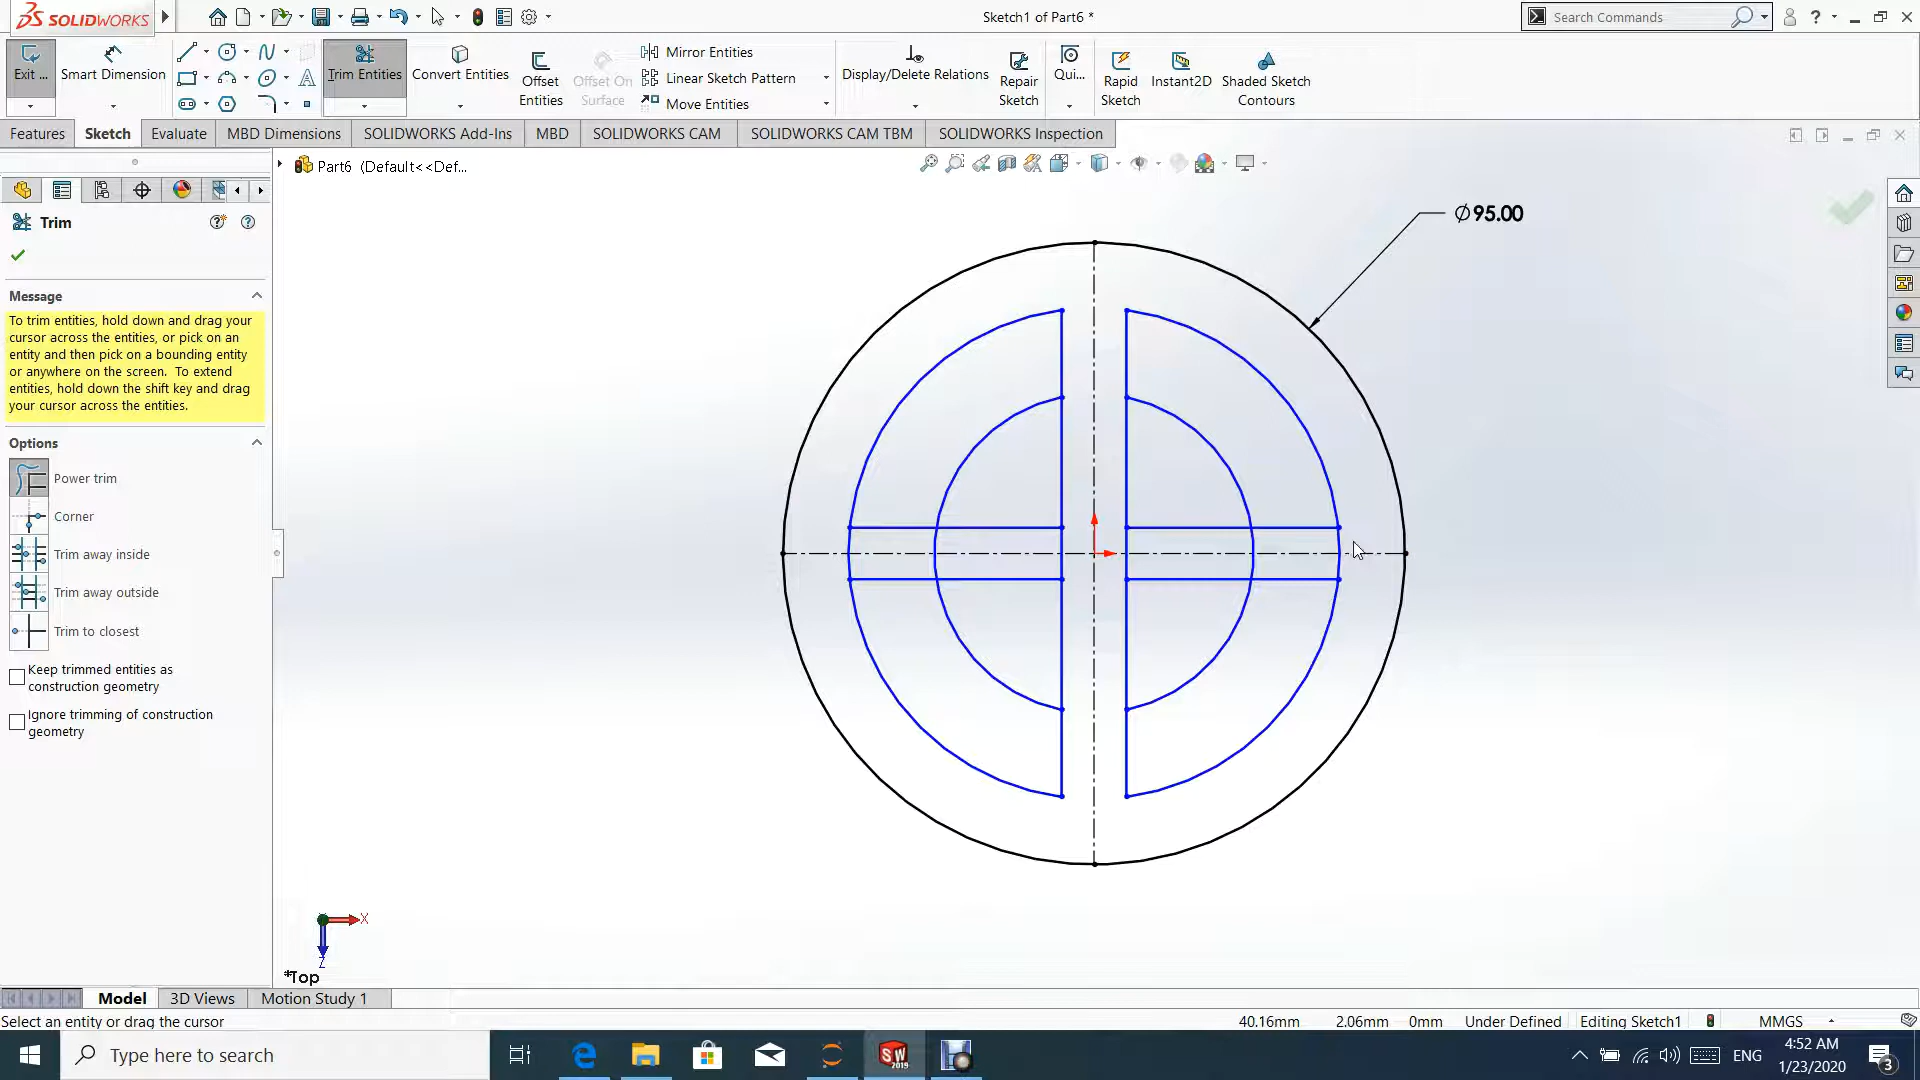 SOLIDWORKS
Sketch1 of Part6 *
Search Commands
Exit ...
Smart Dimension
Trim Entities
Convert Entities
Offset Entities
Offset On Surface
Mirror Entities
Linear Sketch Pattern
Move Entities
Display/Delete Relations
Repair Sketch
Qui...
Rapid Sketch
Instant2D
Shaded Sketch Contours
Features
Sketch
Evaluate
MBD Dimensions
SOLIDWORKS Add-Ins
MBD
SOLIDWORKS CAM
SOLIDWORKS CAM TBM
SOLIDWORKS Inspection
Part6 (Default<<Def...
Trim
Message
To trim entities, hold down and drag your
cursor across the entities, or pick on an
entity and then pick on a bounding entity
or anywhere on the screen. To extend
entities, hold down the shift key and drag
your cursor across the entities.
Options
Power trim
Corner
Trim away inside
Trim away outside
Trim to closest
Keep trimmed entities as
construction geometry
Ignore trimming of construction
geometry
∅95.00
X
Z
*Top
Model
3D Views
Motion Study 1
Select an entity or drag the cursor
40.16mm
2.06mm
0mm
Under Defined
Editing Sketch1
MMGS
Type here to search
SW
2019
ENG
4:52 AM
1/23/2020
3